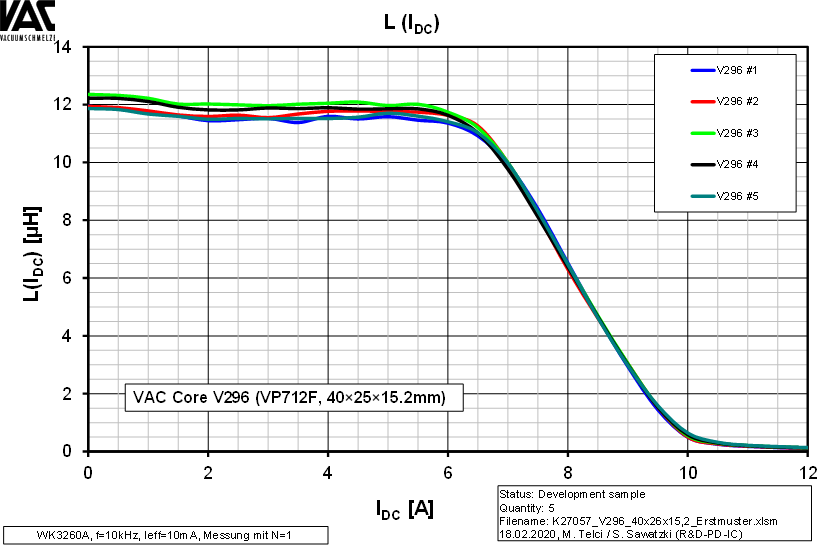 VAC
VACUUMSCHMELZE
L (I_DC)
14
12
10
8
6
4
2
0
L(I_DC) [µH]
V296 #1
V296 #2
V296 #3
V296 #4
V296 #5
VAC Core V296 (VP712F, 40×25×15.2mm)
0 2 4 6 8 10 12
I_DC [A]
WK3260A, f=10kHz, Ieff=10mA, Messung mit N=1
Status: Development sample
Quantity: 5
Filename: K27057_V296_40x26x15,2_Erstmuster.xlsm
18.02.2020, M. Telci / S. Sawatzki (R&D-PD-IC)